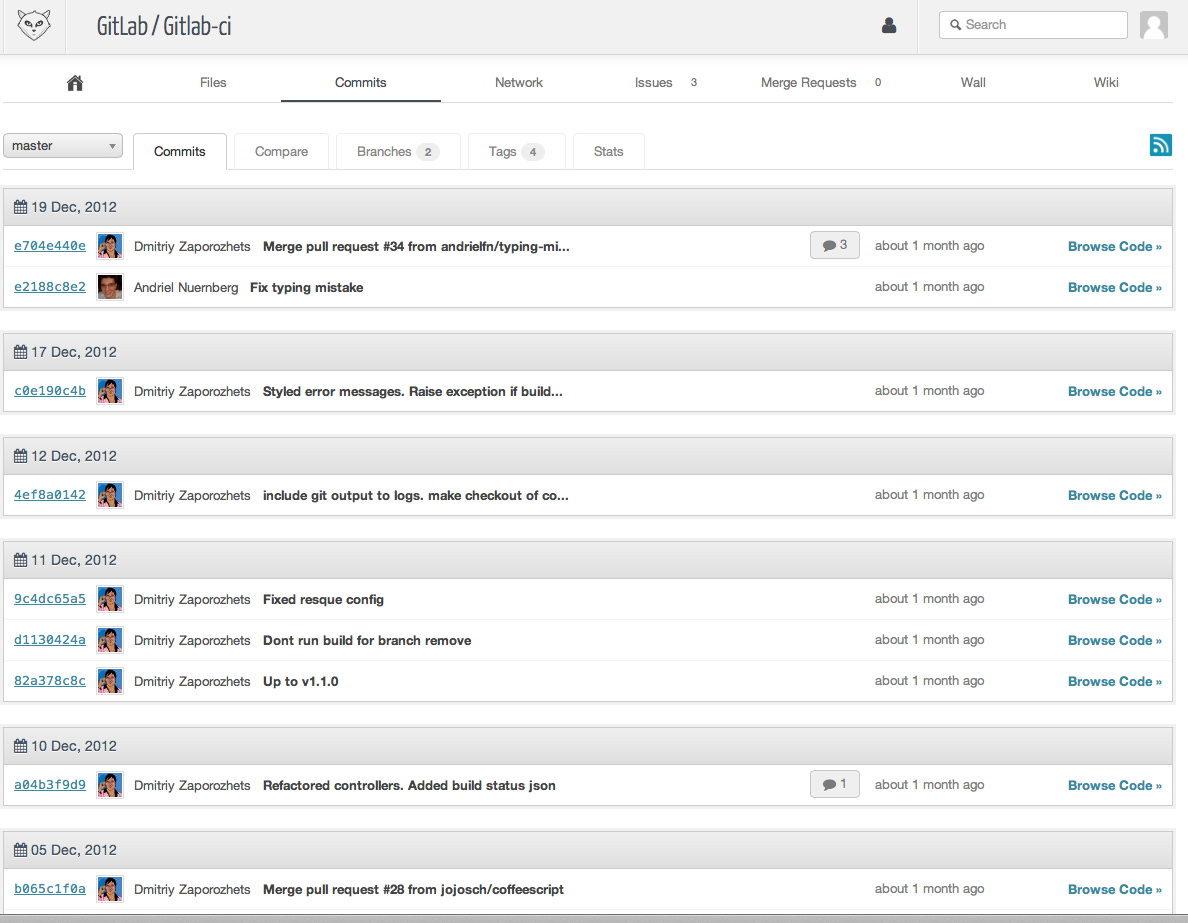 GitLab / Gitlab-ci
Search
Files Commits Network Issues 3 Merge Requests 0 Wall Wiki
master Commits Compare Branches 2 Tags 4 Stats
19 Dec, 2012
e704e440e Dmitriy Zaporozhets Merge pull request #34 from andrielfn/typing-mi... 3 about 1 month ago Browse Code »
e2188c8e2 Andriel Nuernberg Fix typing mistake about 1 month ago Browse Code »
17 Dec, 2012
c0e190c4b Dmitriy Zaporozhets Styled error messages. Raise exception if build... about 1 month ago Browse Code »
12 Dec, 2012
4ef8a0142 Dmitriy Zaporozhets include git output to logs. make checkout of co... about 1 month ago Browse Code »
11 Dec, 2012
9c4dc65a5 Dmitriy Zaporozhets Fixed resque config about 1 month ago Browse Code »
d1130424a Dmitriy Zaporozhets Dont run build for branch remove about 1 month ago Browse Code »
82a378c8c Dmitriy Zaporozhets Up to v1.1.0 about 1 month ago Browse Code »
10 Dec, 2012
a04b3f9d9 Dmitriy Zaporozhets Refactored controllers. Added build status json 1 about 1 month ago Browse Code »
05 Dec, 2012
b065c1f0a Dmitriy Zaporozhets Merge pull request #28 from jojosch/coffeescript about 1 month ago Browse Code »